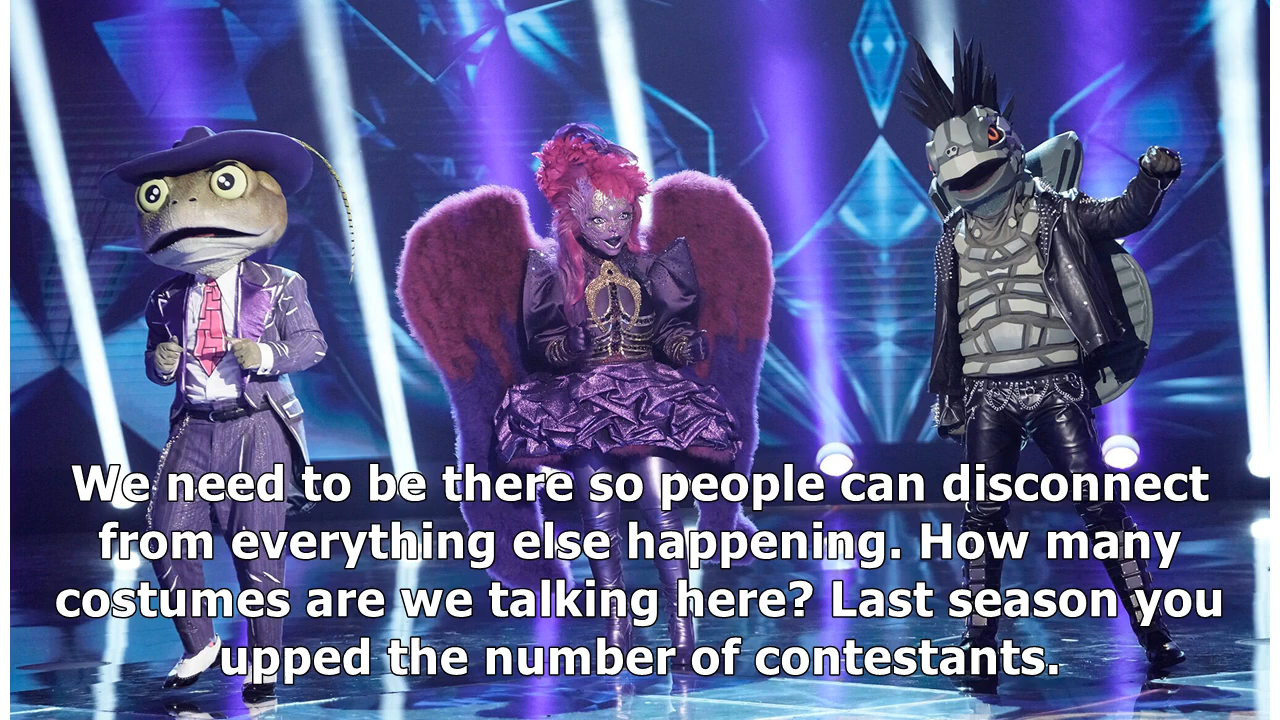 We need to be there so people can disconnect
from everything else happening. How many
costumes are we talking here? Last season you
upped the number of contestants.